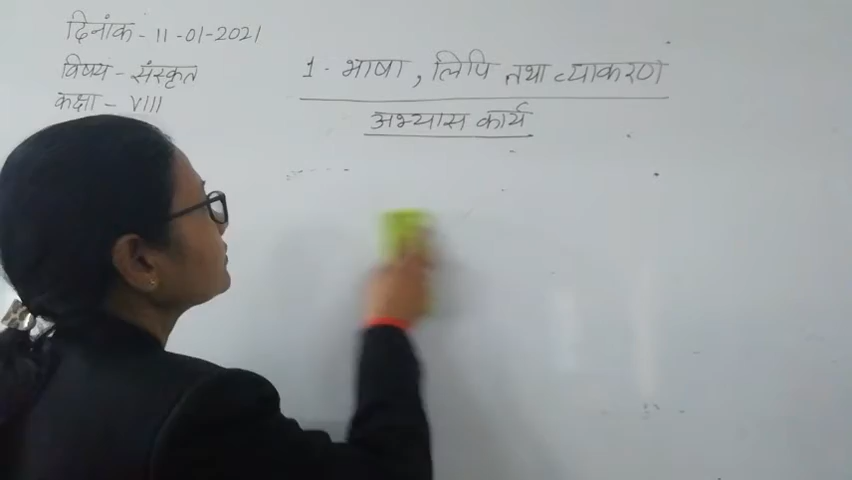 दिनांक - 11-01-2021
विषय - संस्कृत
कक्षा - VIII
1 - भाषा, लिपि तथा व्याकरण
अभ्यास कार्य